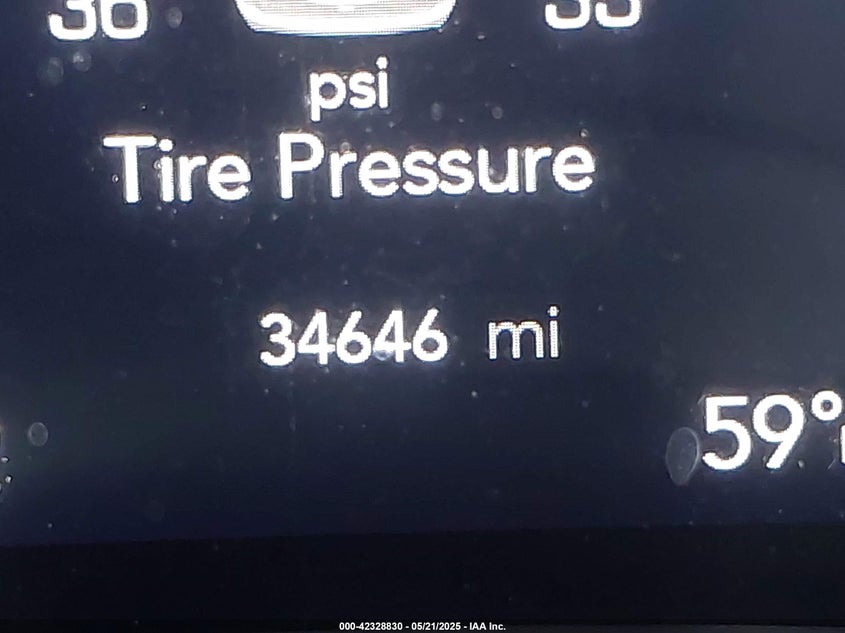 36 35
psi
Tire Pressure
34646 mi
59°
000-42328830 - 05/21/2025 - IAA Inc.